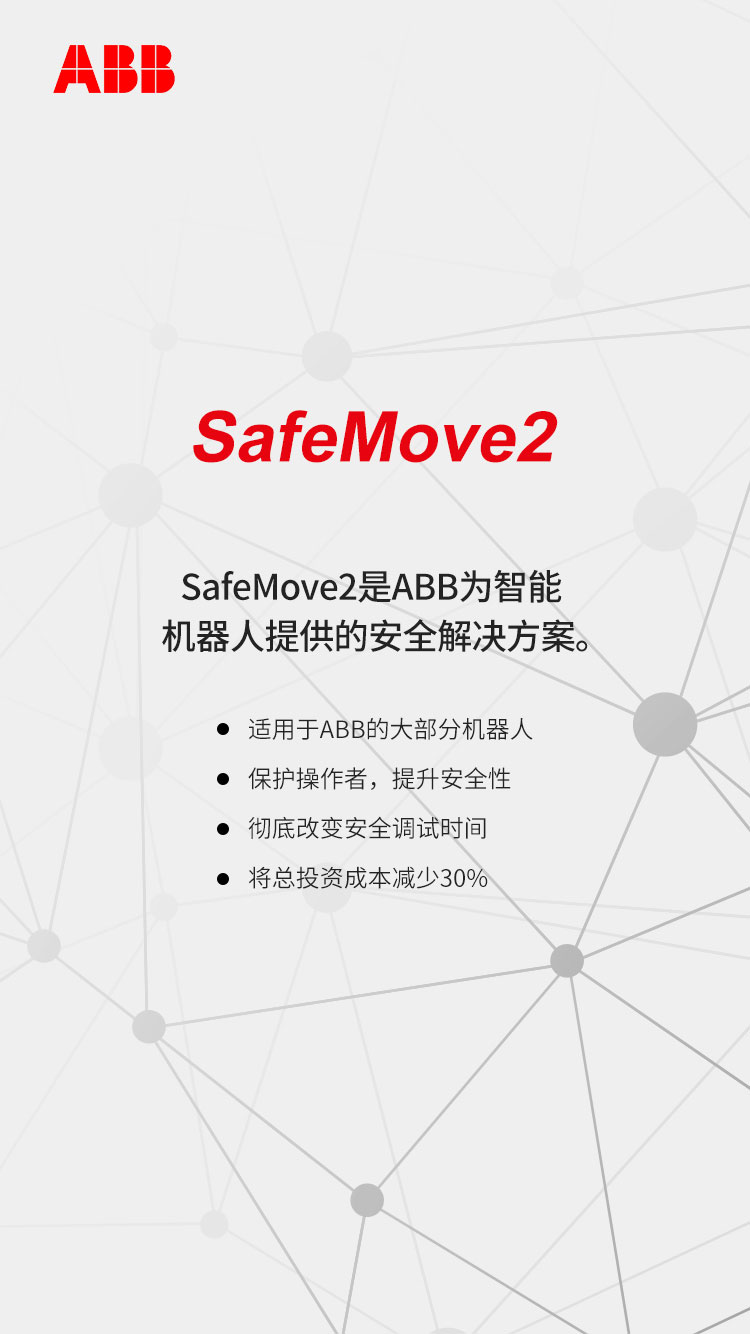 ABB
SafeMove2
SafeMove2是ABB为智能
机器人提供的安全解决方案。
● 适用于ABB的大部分机器人
● 保护操作者，提升安全性
● 彻底改变安全调试时间
● 将总投资成本减少30%